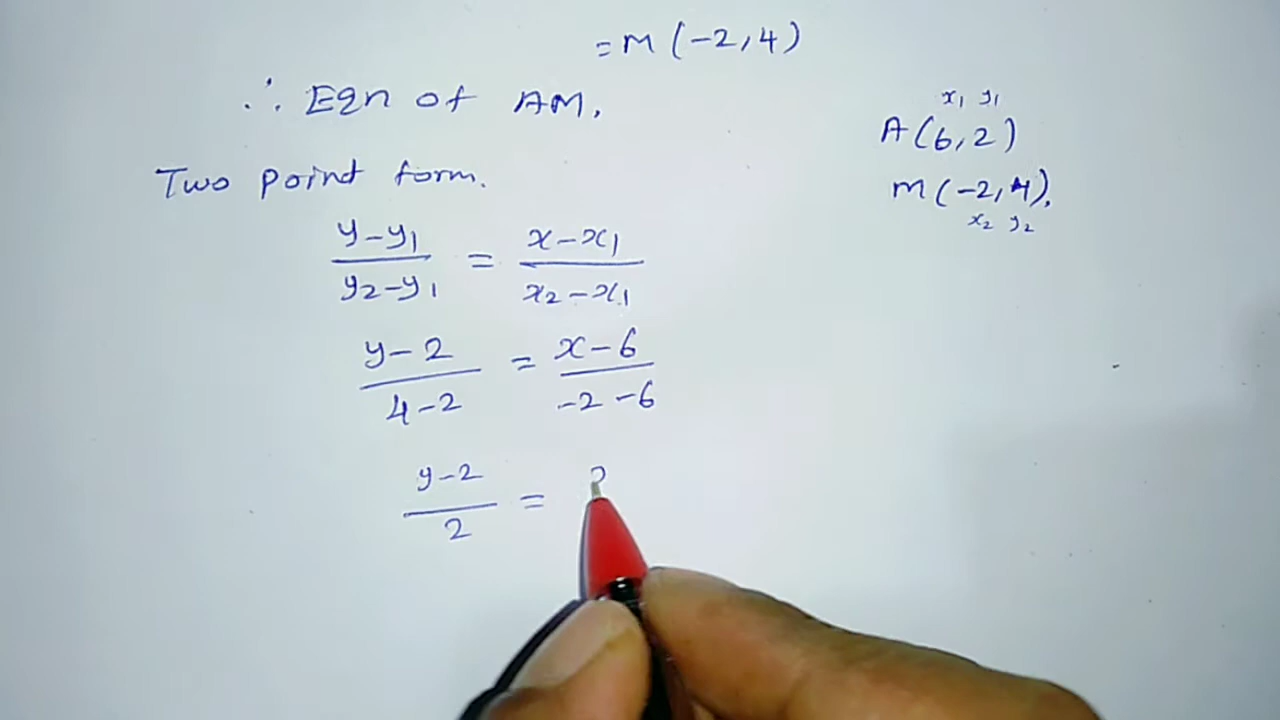 = M (-2, 4)
∴ Eqn of AM.
x₁ y₁
A (6, 2)
M (-2, 4).
x₂ y₂
Two point form.
y-y₁ / y₂-y₁ = x-x₁ / x₂-x₁
y-2 / 4-2 = x-6 / -2-6
y-2 / 2 =